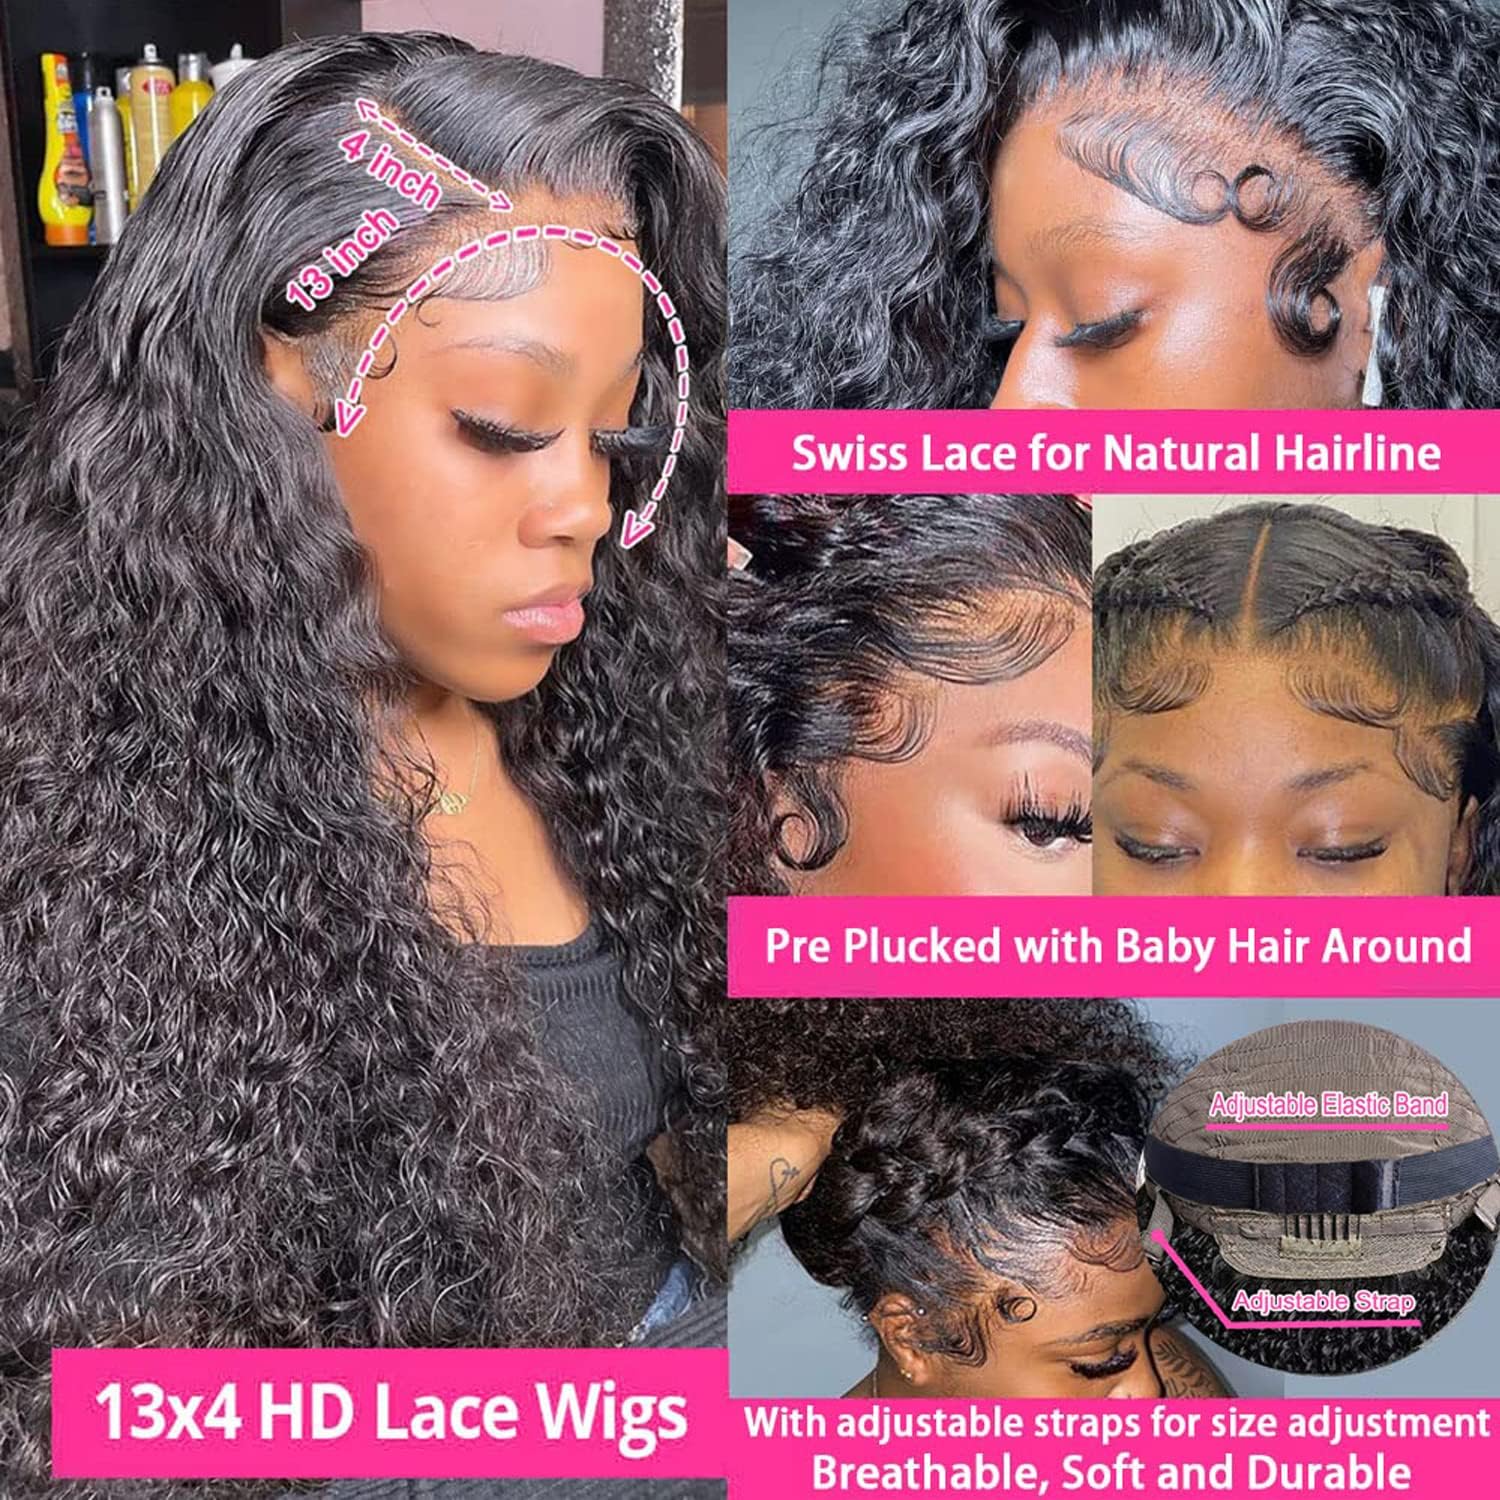 4 inch
13 inch
13x4 HD Lace Wigs
Swiss Lace for Natural Hairline
Pre Plucked with Baby Hair Around
Adjustable Elastic Band
Adjustable Strap
With adjustable straps for size adjustment
Breathable, Soft and Durable